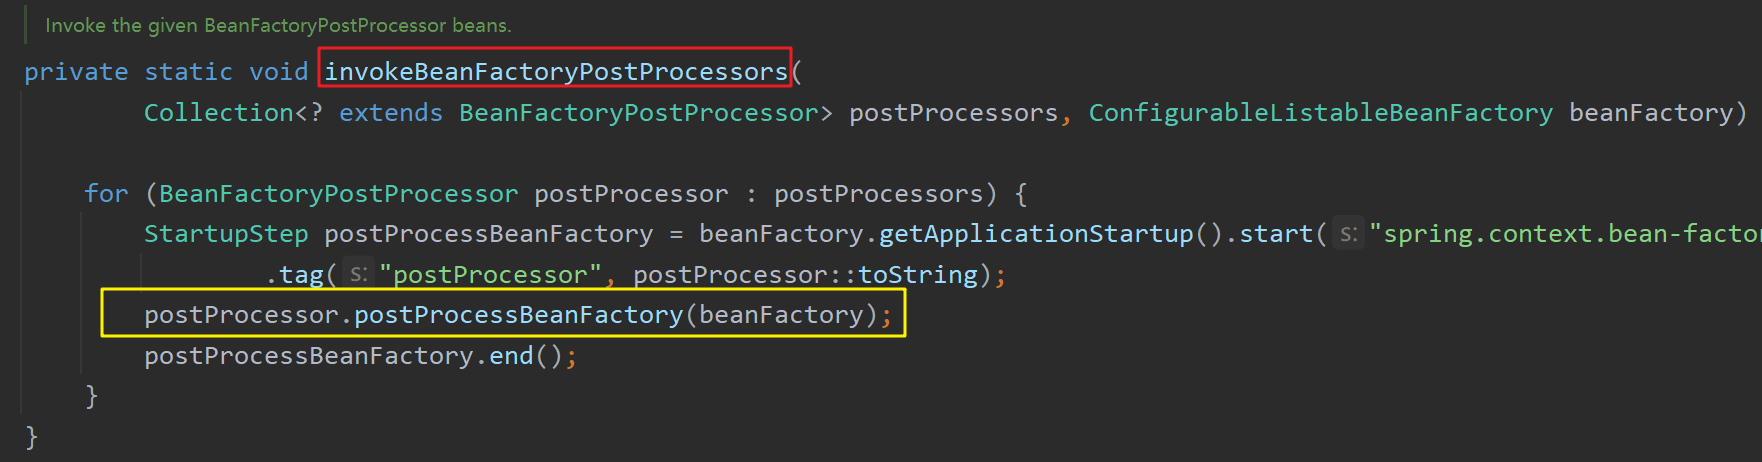 Invoke the given BeanFactoryPostProcessor beans.
private static void invokeBeanFactoryPostProcessors(
Collection<? extends BeanFactoryPostProcessor> postProcessors, ConfigurableListableBeanFactory beanFactory)
for (BeanFactoryPostProcessor postProcessor : postProcessors) {
StartupStep postProcessBeanFactory = beanFactory.getApplicationStartup().start( s: "spring.context.bean-factor
.tag( s: "postProcessor", postProcessor::toString);
postProcessor.postProcessBeanFactory(beanFactory);
postProcessBeanFactory.end();
}
}